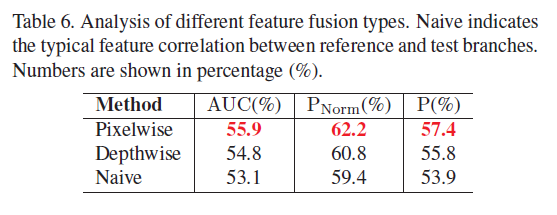 Table 6. Analysis of different feature fusion types. Naive indicates
the typical feature correlation between reference and test branches.
Numbers are shown in percentage (%).
Method AUC(%) PNorm(%) P(%)
Pixelwise 55.9 62.2 57.4
Depthwise 54.8 60.8 55.8
Naive 53.1 59.4 53.9